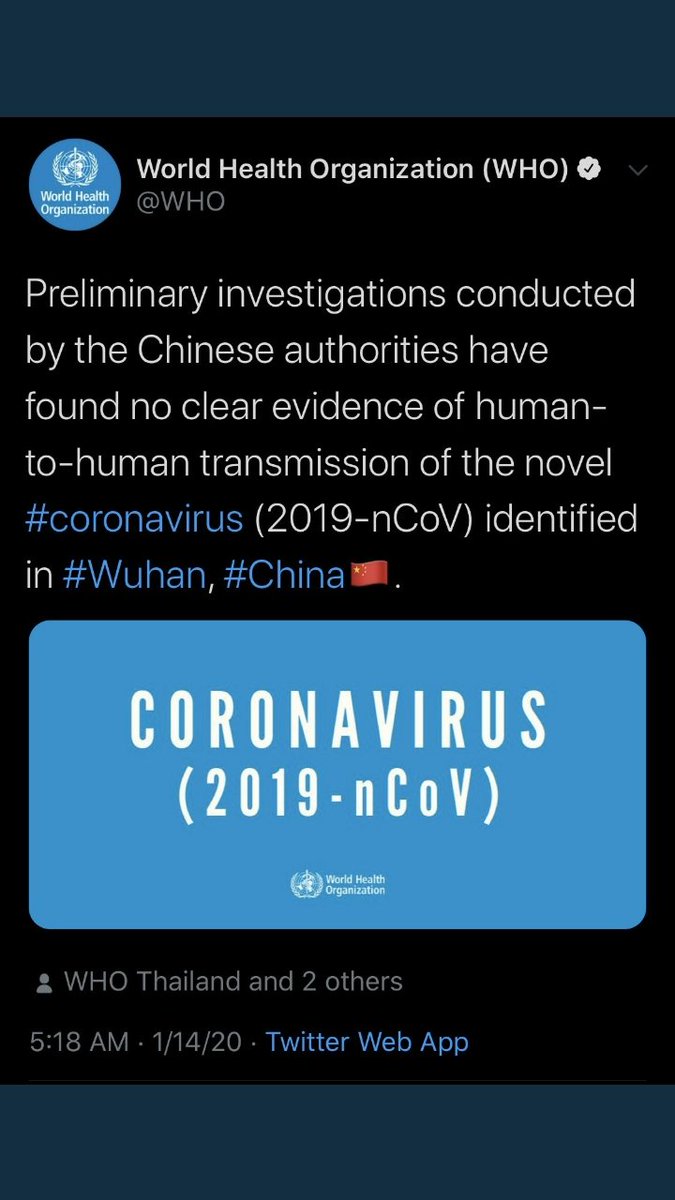 World Health
Organization
World Health Organization (WHO)
@WHO
Preliminary investigations conducted
by the Chinese authorities have
found no clear evidence of human-
to-human transmission of the novel
#coronavirus (2019-nCoV) identified
in #Wuhan, #China🇨🇳.
CORONAVIRUS
(2019-nCoV)
World Health
Organization
WHO Thailand and 2 others
5:18 AM · 1/14/20 · Twitter Web App